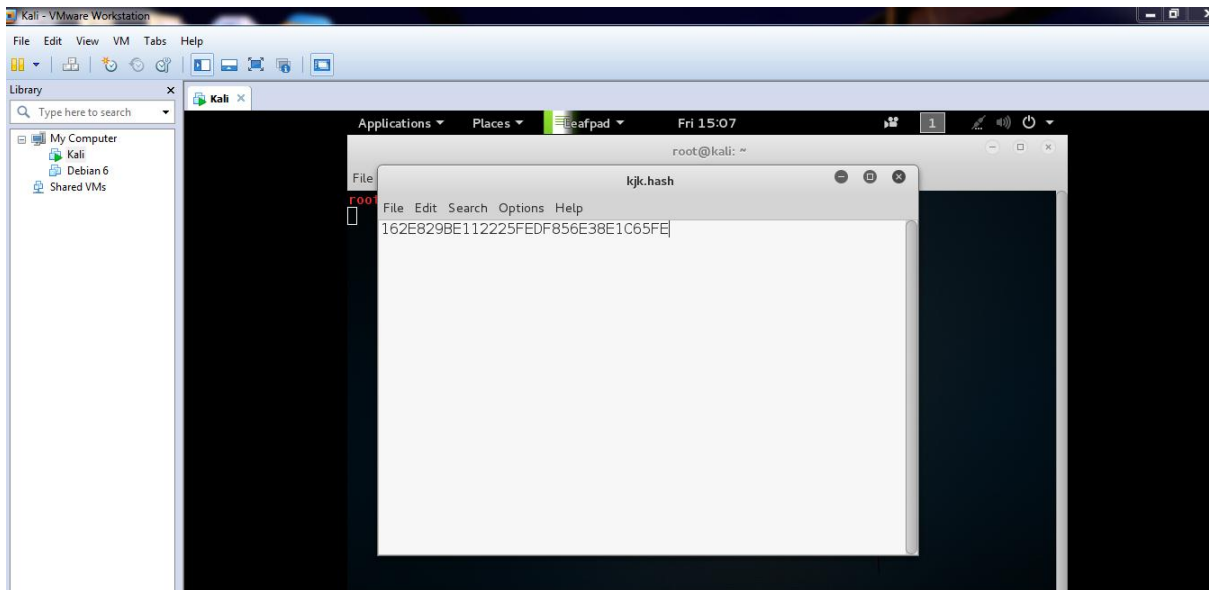 Kali - VMware Workstation
File Edit View VM Tabs Help
Library
Type here to search
My Computer
Kali
Debian 6
Shared VMs
Kali
Applications Places Leafpad Fri 15:07 1
root@kali: ~
File
kjk.hash
root
File Edit Search Options Help
162E829BE112225FEDF856E38E1C65FE